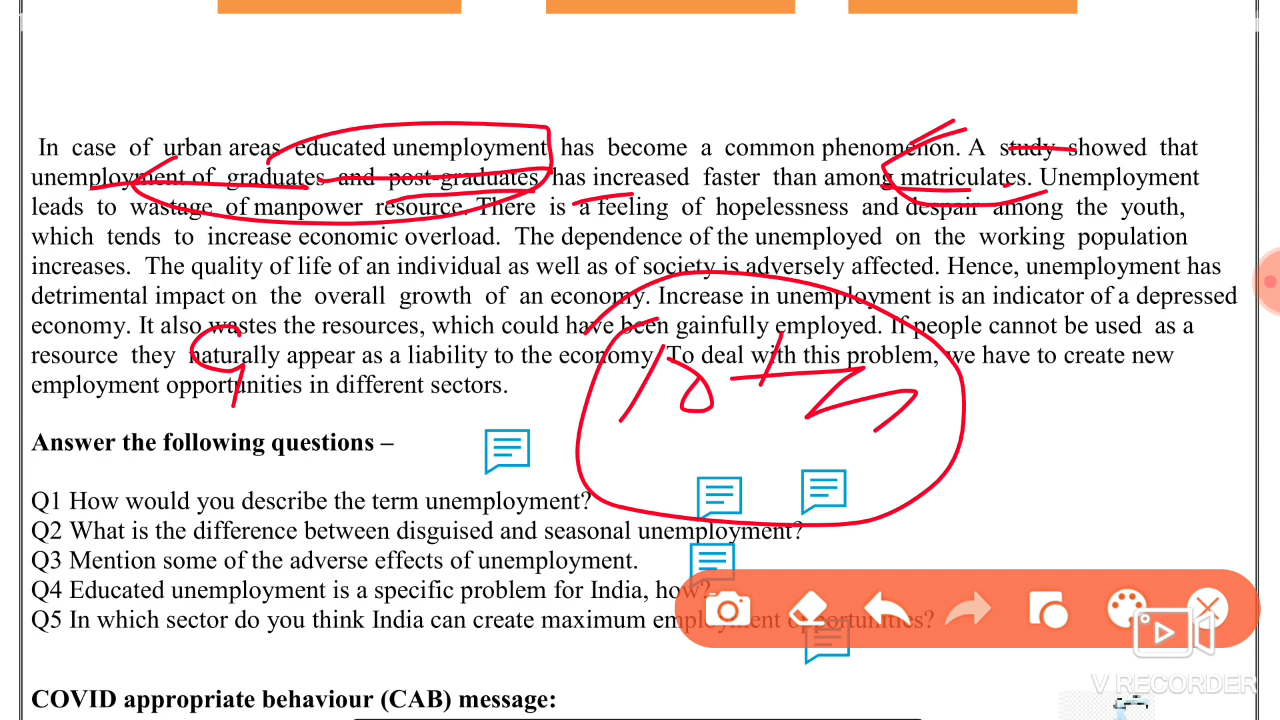 In case of urban areas educated unemployment has become a common phenomenon. A study showed that
unemployment of graduates and post-graduates has increased faster than among matriculates. Unemployment
leads to wastage of manpower resource. There is a feeling of hopelessness and despair among the youth,
which tends to increase economic overload. The dependence of the unemployed on the working population
increases. The quality of life of an individual as well as of society is adversely affected. Hence, unemployment has
detrimental impact on the overall growth of an economy. Increase in unemployment is an indicator of a depressed
economy. It also wastes the resources, which could have been gainfully employed. If people cannot be used as a
resource they naturally appear as a liability to the economy. To deal with this problem, we have to create new
employment opportunities in different sectors.
Answer the following questions –
Q1 How would you describe the term unemployment?
Q2 What is the difference between disguised and seasonal unemployment?
Q3 Mention some of the adverse effects of unemployment.
Q4 Educated unemployment is a specific problem for India, how?
Q5 In which sector do you think India can create maximum employment opportunities?
COVID appropriate behaviour (CAB) message:
V RECORDER